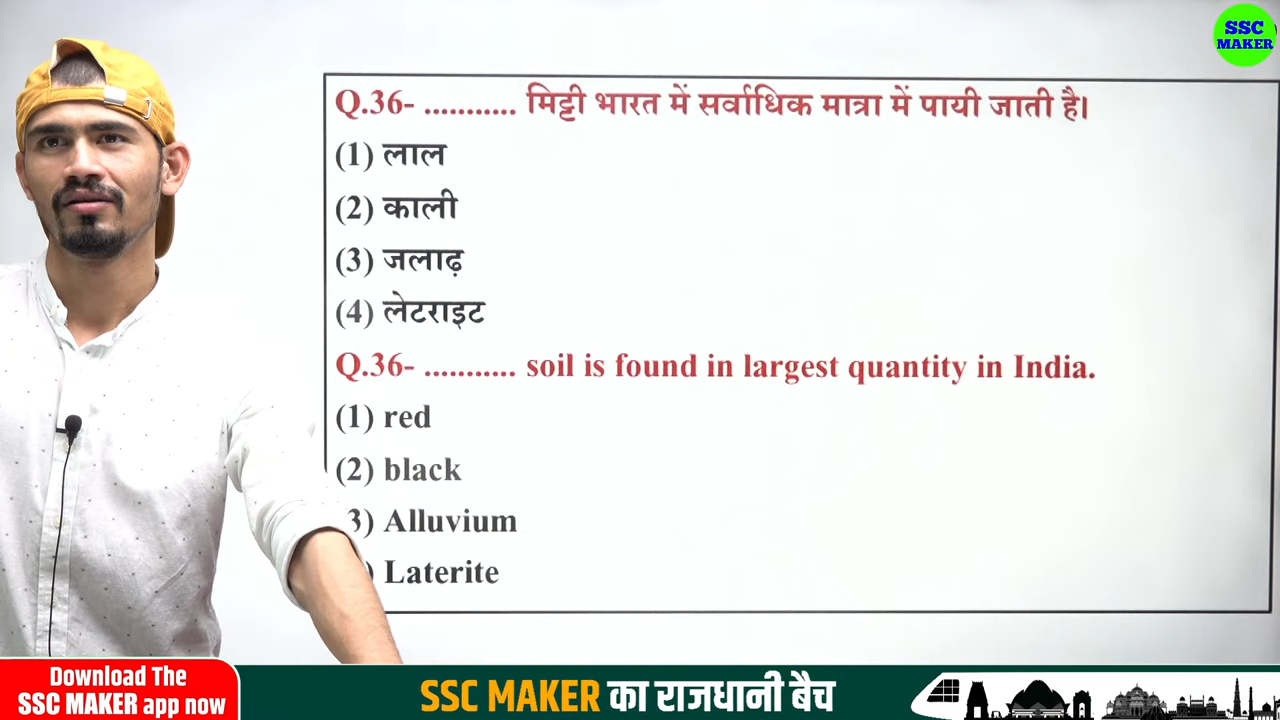 SSC
MAKER
Q.36- ........... मिट्टी भारत में सर्वाधिक मात्रा में पायी जाती है।
(1) लाल
(2) काली
(3) जलाढ़
(4) लेटराइट
Q.36- ........... soil is found in largest quantity in India.
(1) red
(2) black
3) Alluvium
) Laterite
Download The
SSC MAKER app now
SSC MAKER का राजधानी बैच